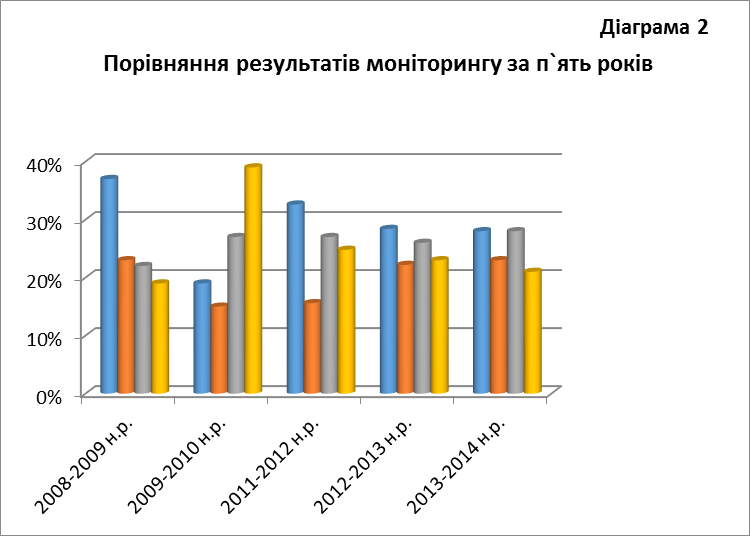 Діаграма 2
Порівняння результатів моніторингу за п`ять років
40%
30%
20%
10%
0%
2008-2009 н.р.
2009-2010 н.р.
2011-2012 н.р.
2012-2013 н.р.
2013-2014 н.р.